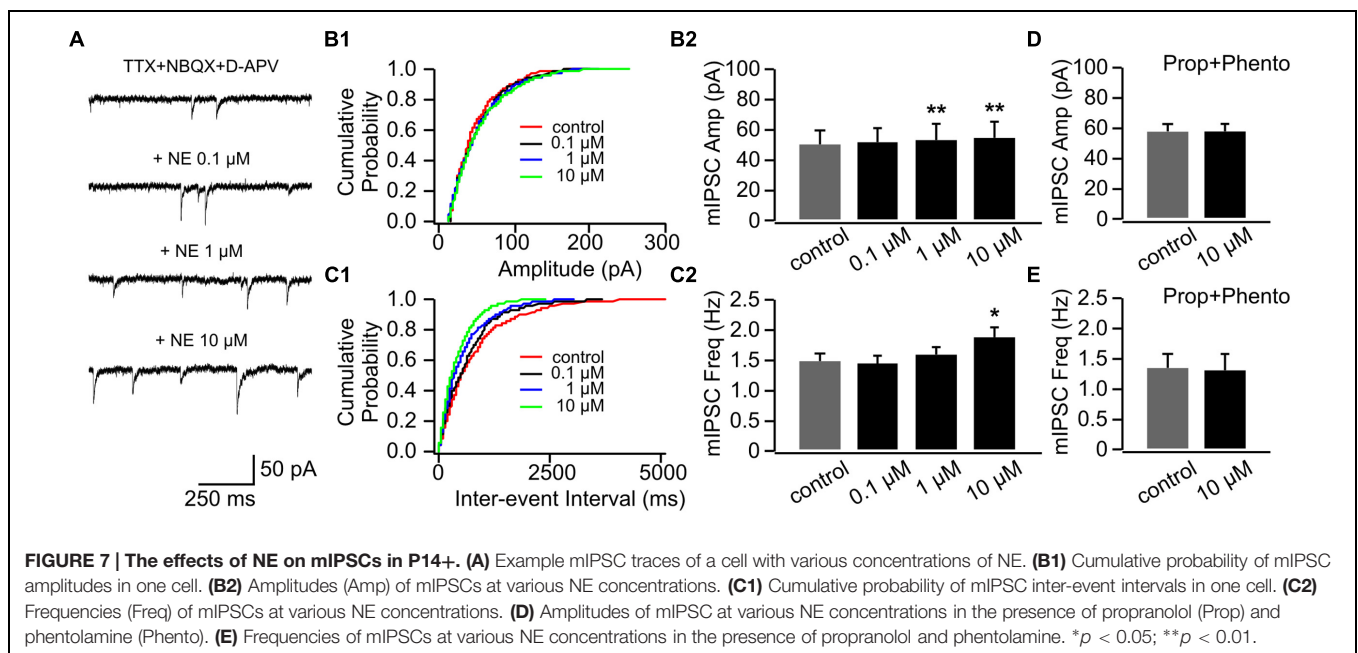 A
TTX+NBQX+D-APV
+ NE 0.1 µM
+ NE 1 µM
+ NE 10 µM
50 pA
250 ms
B1
Cumulative
Probability
1.0
0.8
0.6
0.4
0.2
0.0
control
0.1 µM
1 µM
10 µM
0
100
200
300
Amplitude (pA)
B2
mIPSC Amp (pA)
100
80
60
40
20
0
**
**
control
0.1 µM
1 µM
10 µM
D
Prop+Phento
mIPSC Amp (pA)
100
80
60
40
20
0
control
10 µM
C1
Cumulative
Probability
1.0
0.8
0.6
0.4
0.2
0.0
control
0.1 µM
1 µM
10 µM
0
2500
5000
Inter-event Interval (ms)
C2
mIPSC Freq (Hz)
2.5
2.0
1.5
1.0
0.5
0
*
control
0.1 µM
1 µM
10 µM
E
Prop+Phento
mIPSC Freq (Hz)
2.5
2.0
1.5
1.0
0.5
0
control
10 µM
FIGURE 7 | The effects of NE on mIPSCs in P14+. (A) Example mIPSC traces of a cell with various concentrations of NE. (B1) Cumulative probability of mIPSC
amplitudes in one cell. (B2) Amplitudes (Amp) of mIPSCs at various NE concentrations. (C1) Cumulative probability of mIPSC inter-event intervals in one cell. (C2)
Frequencies (Freq) of mIPSCs at various NE concentrations. (D) Amplitudes of mIPSC at various NE concentrations in the presence of propranolol (Prop) and
phentolamine (Phento). (E) Frequencies of mIPSCs at various NE concentrations in the presence of propranolol and phentolamine. *p < 0.05; **p < 0.01.